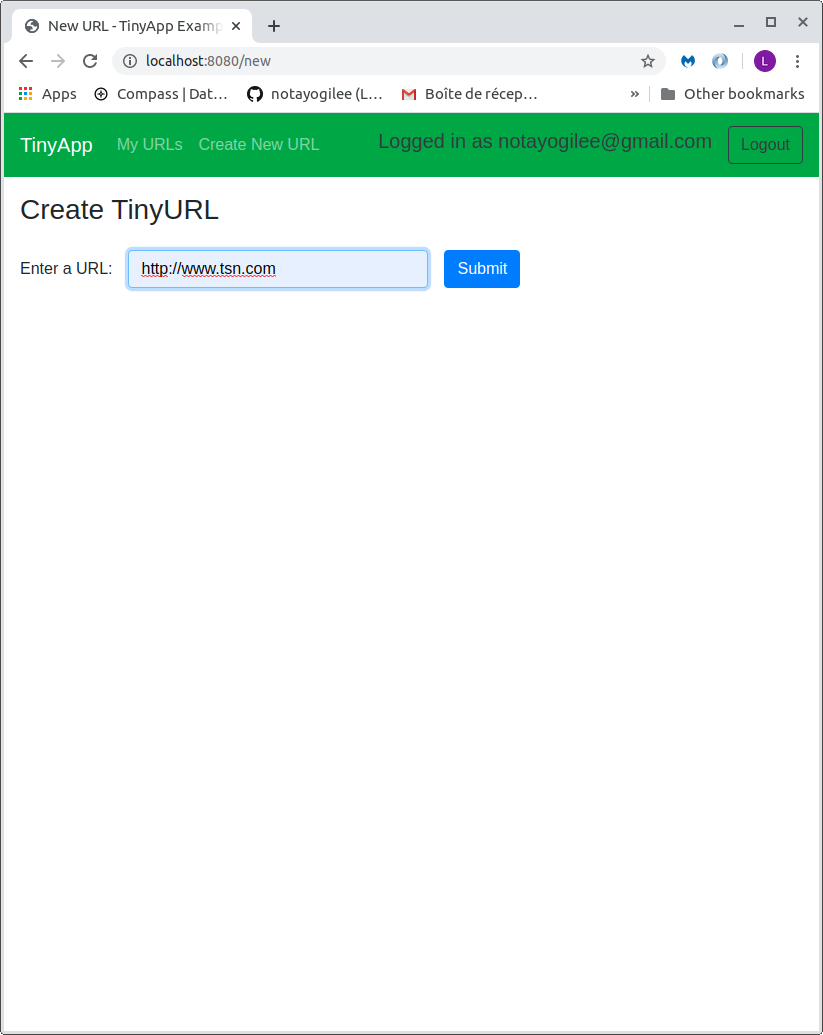 New URL - TinyApp Examp
localhost:8080/new
L
Apps Compass | Dat… notayogilee (L… Boîte de récep… » Other bookmarks
TinyApp My URLs Create New URL Logged in as notayogilee@gmail.com Logout
Create TinyURL
Enter a URL: http://www.tsn.com Submit